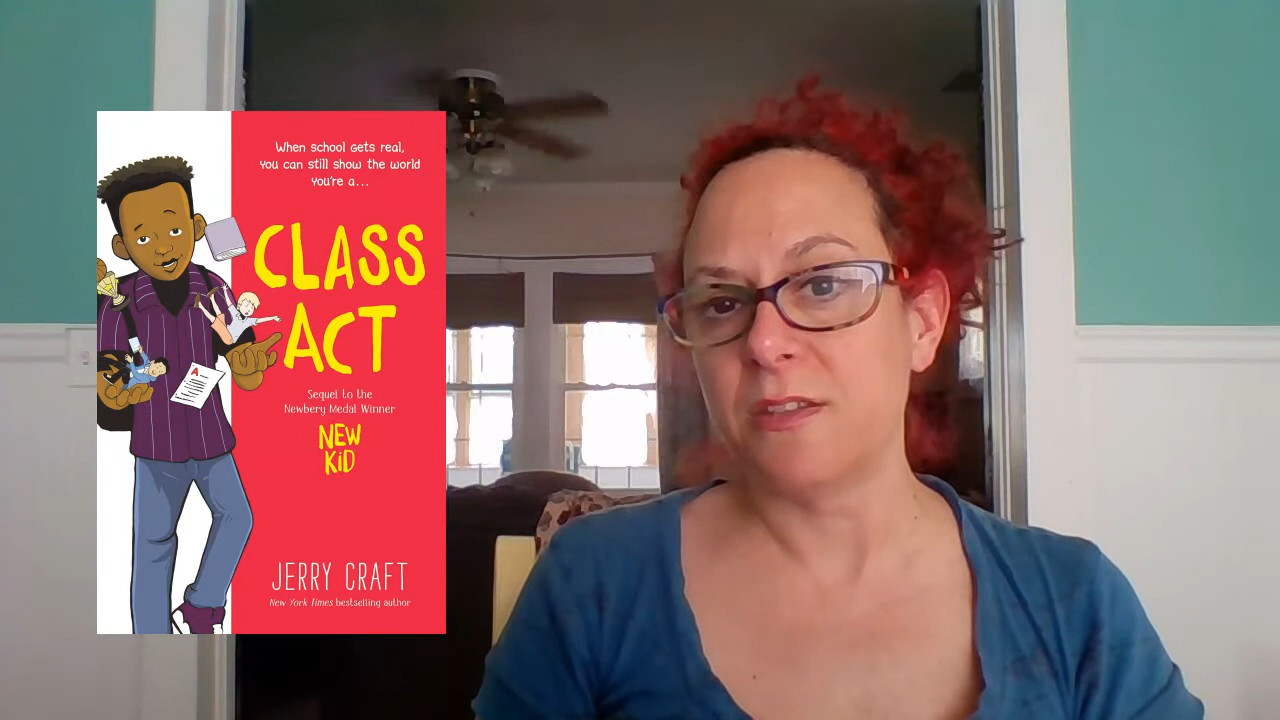 When school gets real,
you can still show the world
you're a...
CLASS
ACT
A
Sequel to the
Newbery Medal Winner
NEW
KiD
JERRY CRAFT
New York Times bestselling author